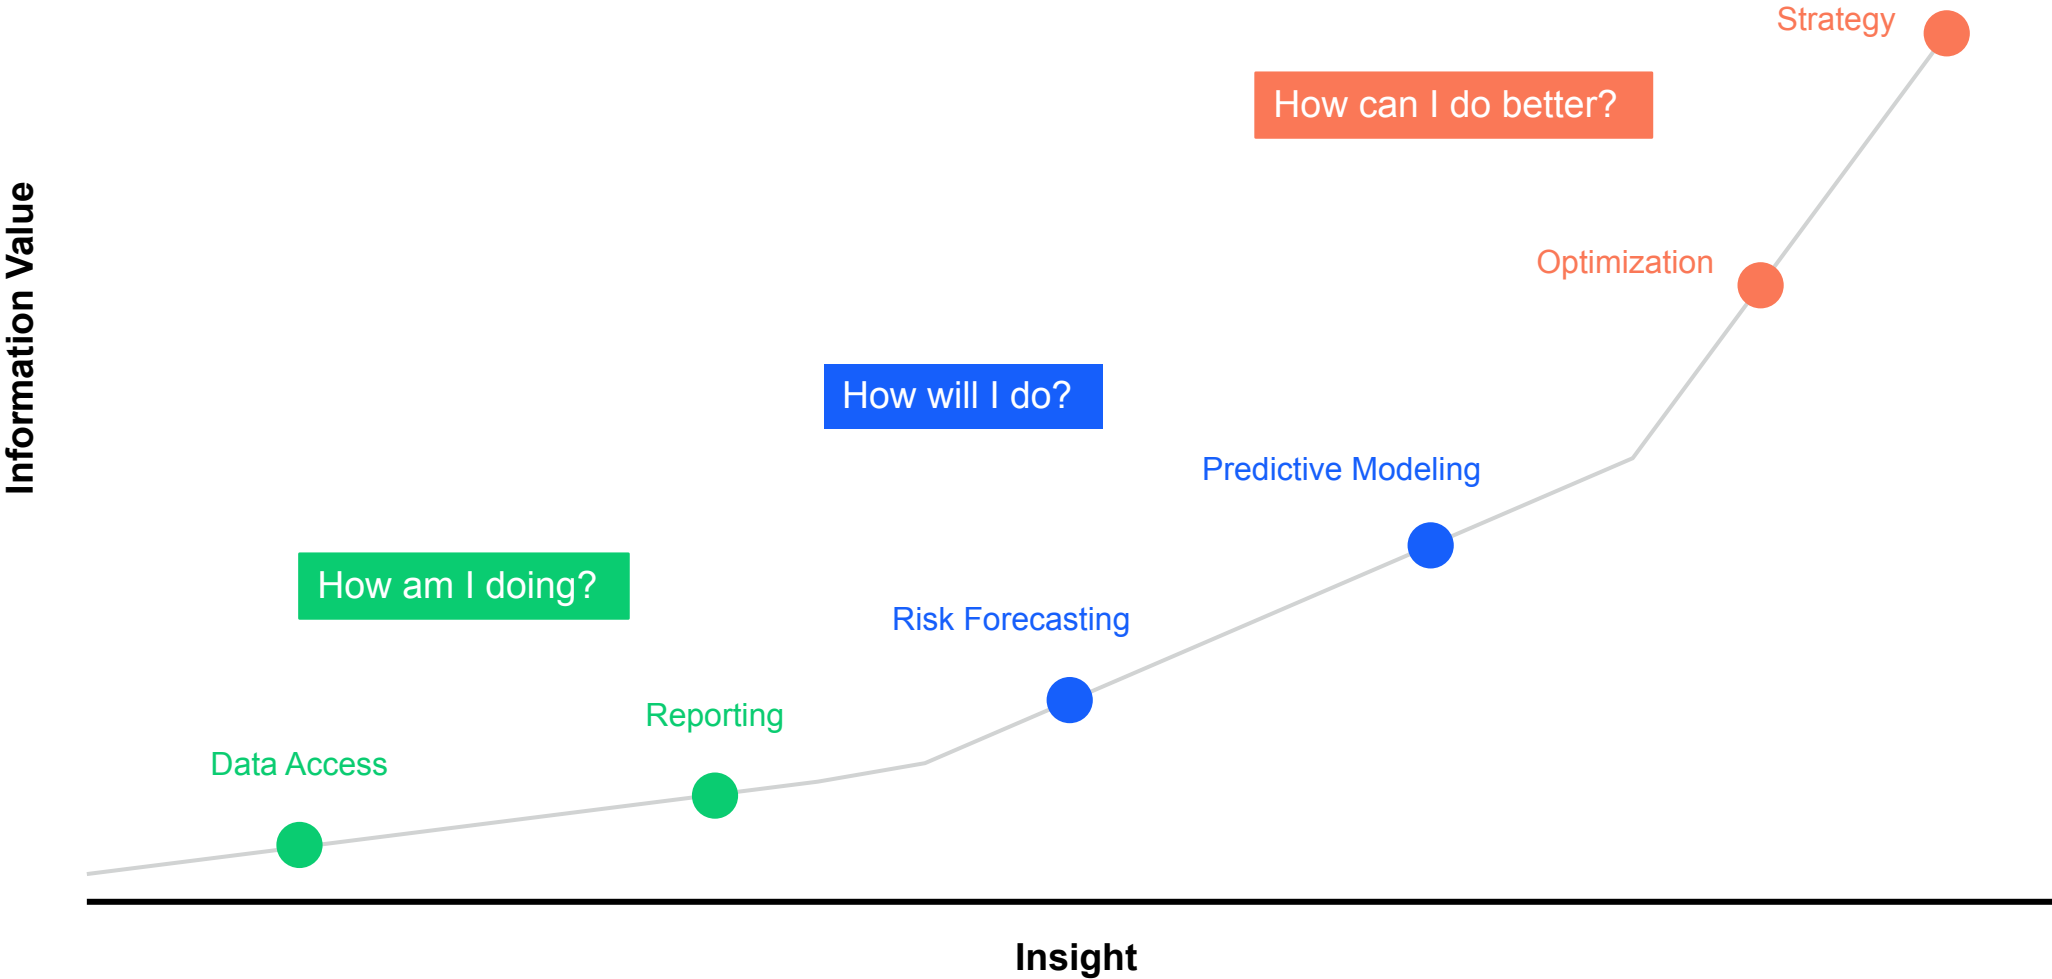 Strategy
How can I do better?
Information Value
Optimization
How will I do?
Predictive Modeling
How am I doing?
Risk Forecasting
Reporting
Data Access
Insight